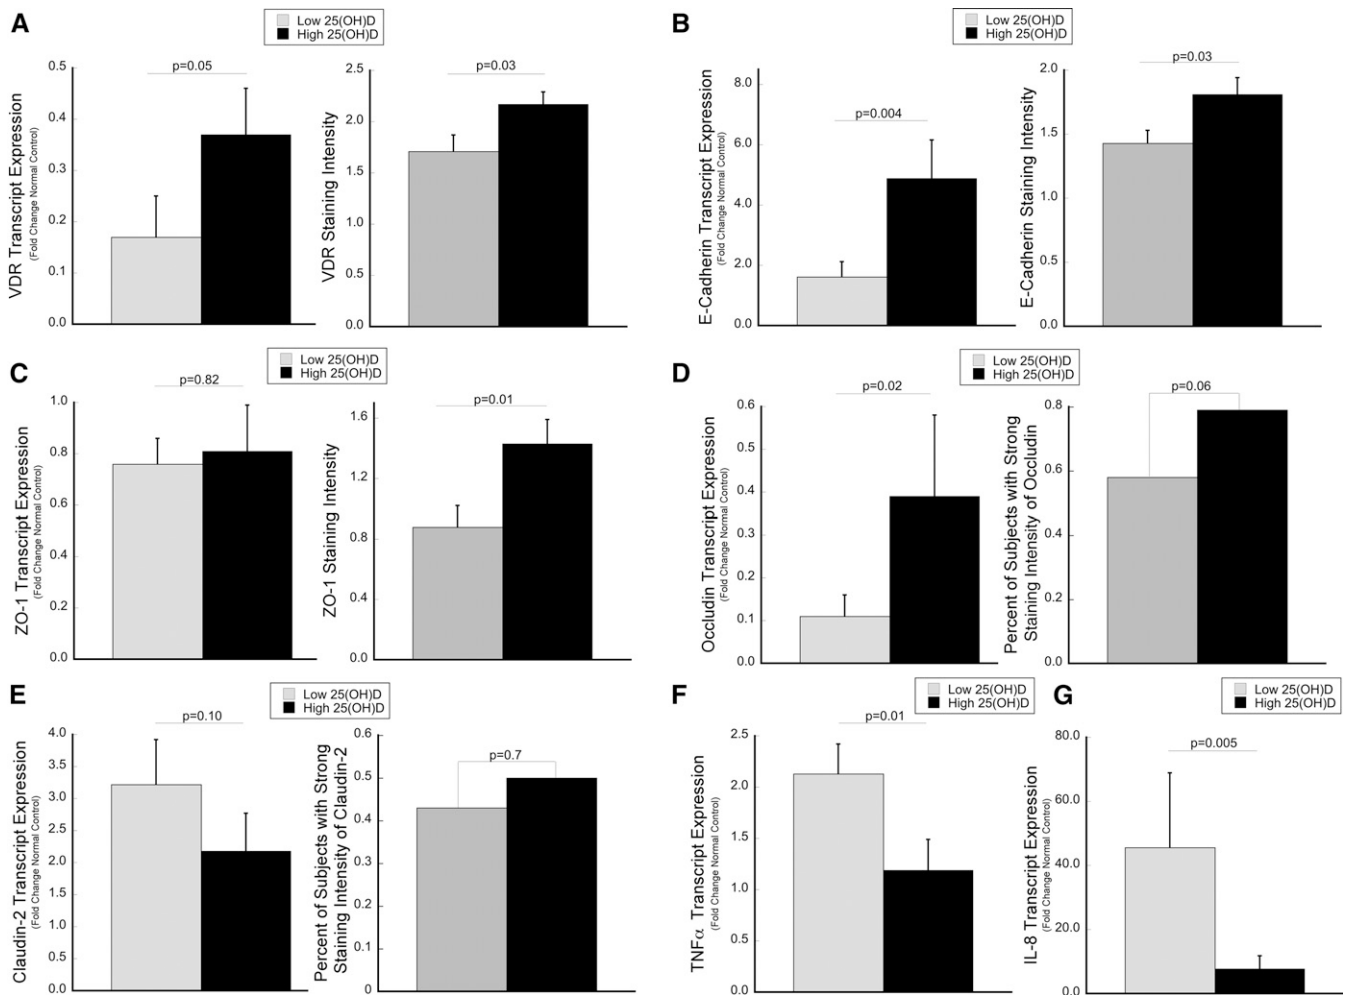 A
Low 25(OH)D
High 25(OH)D
VDR Transcript Expression
(Fold Change Normal Control)
0.5
0.4
0.3
0.2
0.1
0.0
p=0.05
VDR Staining Intensity
2.5
2.0
1.5
1.0
0.5
0.0
p=0.03
B
Low 25(OH)D
High 25(OH)D
E-Cadherin Transcript Expression
(Fold Change Normal Control)
8.0
6.0
4.0
2.0
0.0
p=0.004
E-Cadherin Staining Intensity
2.0
1.5
1.0
0.5
0.0
p=0.03
C
Low 25(OH)D
High 25(OH)D
ZO-1 Transcript Expression
(Fold Change Normal Control)
1.0
0.8
0.6
0.4
0.2
0.0
p=0.82
ZO-1 Staining Intensity
1.6
1.2
0.8
0.4
0.0
p=0.01
D
Low 25(OH)D
High 25(OH)D
Occludin Transcript Expression
(Fold Change Normal Control)
0.6
0.5
0.4
0.3
0.2
0.1
0.0
p=0.02
Percent of Subjects with Strong
Staining Intensity of Occludin
0.8
0.6
0.4
0.2
0.0
p=0.06
E
Low 25(OH)D
High 25(OH)D
Claudin-2 Transcript Expression
(Fold Change Normal Control)
4.0
3.5
3.0
2.5
2.0
1.5
1.0
0.5
0.0
p=0.10
Percent of Subjects with Strong
Staining Intensity of Claudin-2
0.6
0.5
0.4
0.3
0.2
0
p=0.7
F
Low 25(OH)D
High 25(OH)D
TNFα Transcript Expression
(Fold Change Normal Control)
2.5
2.0
1.5
1.0
0.5
0.0
p=0.01
G
Low 25(OH)D
High 25(OH)D
IL-8 Transcript Expression
(Fold Change Normal Control)
80.0
60.0
40.0
20.0
0.0
p=0.005